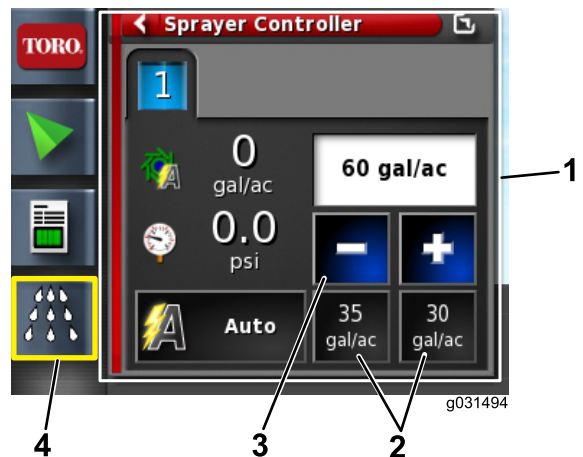 TORO.
Sprayer Controller
1
0
gal/ac
60 gal/ac
0.0
psi
A Auto
35
gal/ac
30
gal/ac
1
g031494
4
3
2